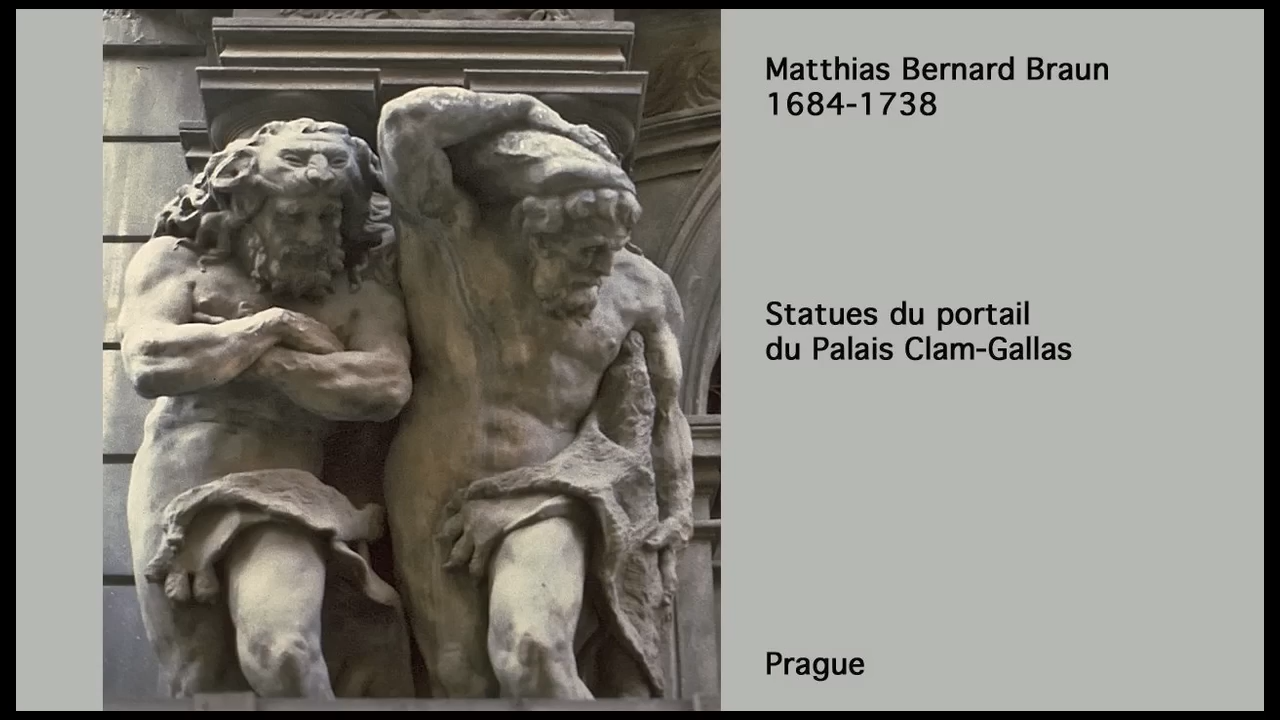 Matthias Bernard Braun
1684-1738
Statues du portail
du Palais Clam-Gallas
Prague